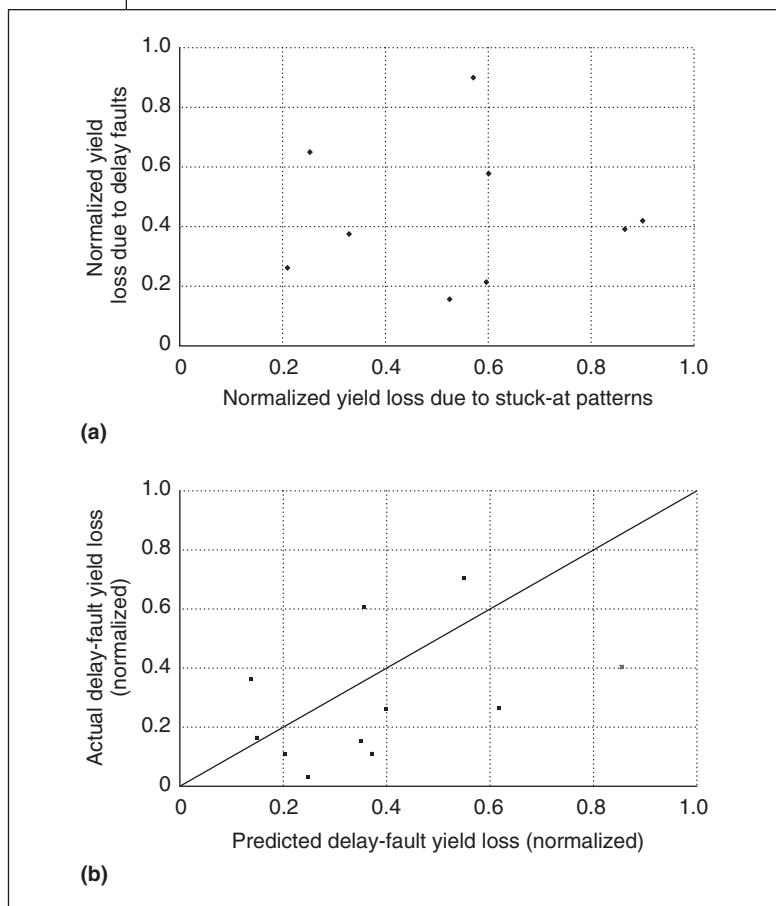 1.0
0.8
0.6
0.4
0.2
0
Normalized yield
loss due to delay faults
0 0.2 0.4 0.6 0.8 1.0
Normalized yield loss due to stuck-at patterns
(a)
1.0
0.8
0.6
0.4
0.2
0
Actual delay-fault yield loss
(normalized)
0 0.2 0.4 0.6 0.8 1.0
Predicted delay-fault yield loss (normalized)
(b)